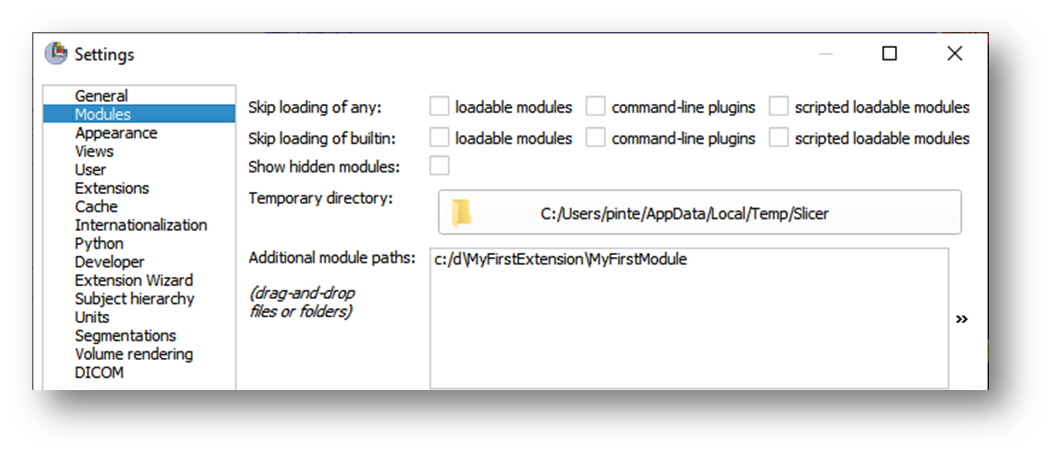 Settings
General
Modules
Appearance
Views
User
Extensions
Cache
Internationalization
Python
Developer
Extension Wizard
Subject hierarchy
Units
Segmentations
Volume rendering
DICOM
Skip loading of any: loadable modules command-line plugins scripted loadable modules
Skip loading of builtin: loadable modules command-line plugins scripted loadable modules
Show hidden modules:
Temporary directory: C:/Users/pinte/AppData/Local/Temp/Slicer
Additional module paths: c:/d\MyFirstExtension\MyFirstModule
(drag-and-drop
files or folders)
»